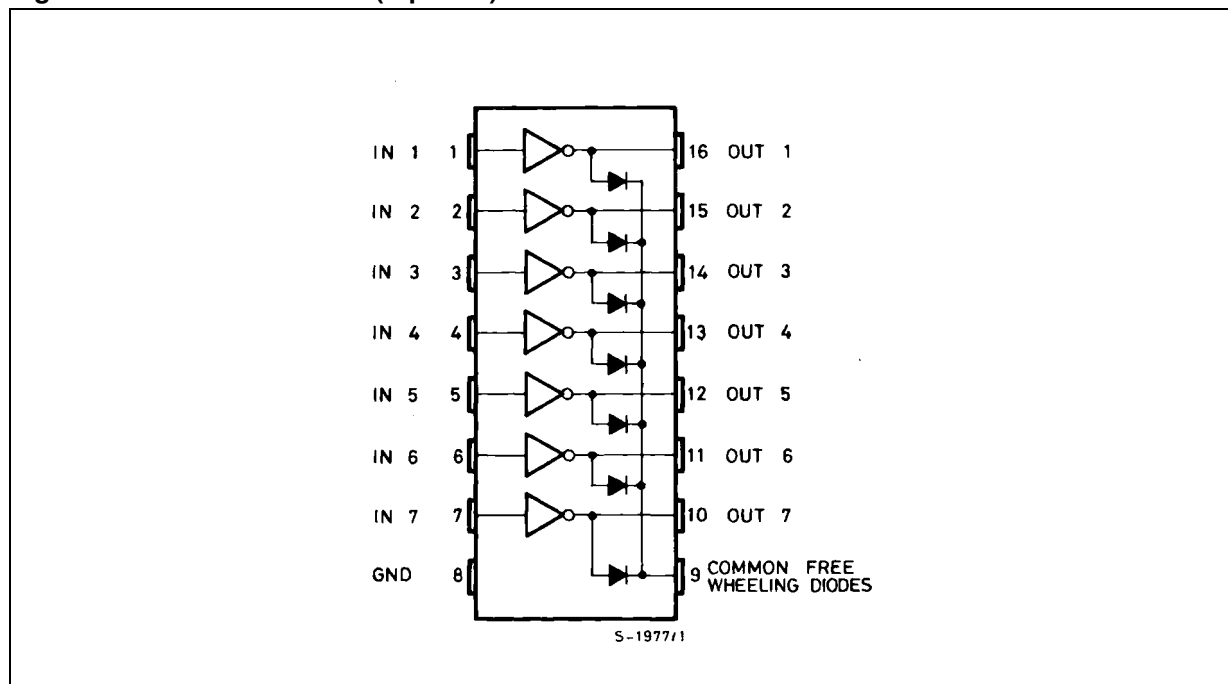 IN 1 1 16 OUT 1
IN 2 2 15 OUT 2
IN 3 3 14 OUT 3
IN 4 4 13 OUT 4
IN 5 5 12 OUT 5
IN 6 6 11 OUT 6
IN 7 7 10 OUT 7
GND 8 9 COMMON FREE
WHEELING DIODES
S-1977/1